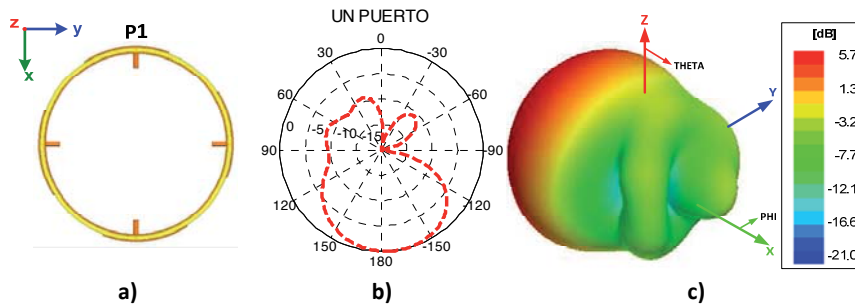 z
y
x
P1
a)
UN PUERTO
0
30
-30
60
-60
0
-5
-10
-15
90
-90
120
-120
150
-150
180
b)
Z
THETA
Y
PHI
X
c)
[dB]
5.7
1.3
-3.2
-7.7
-12.1
-16.6
-21.0